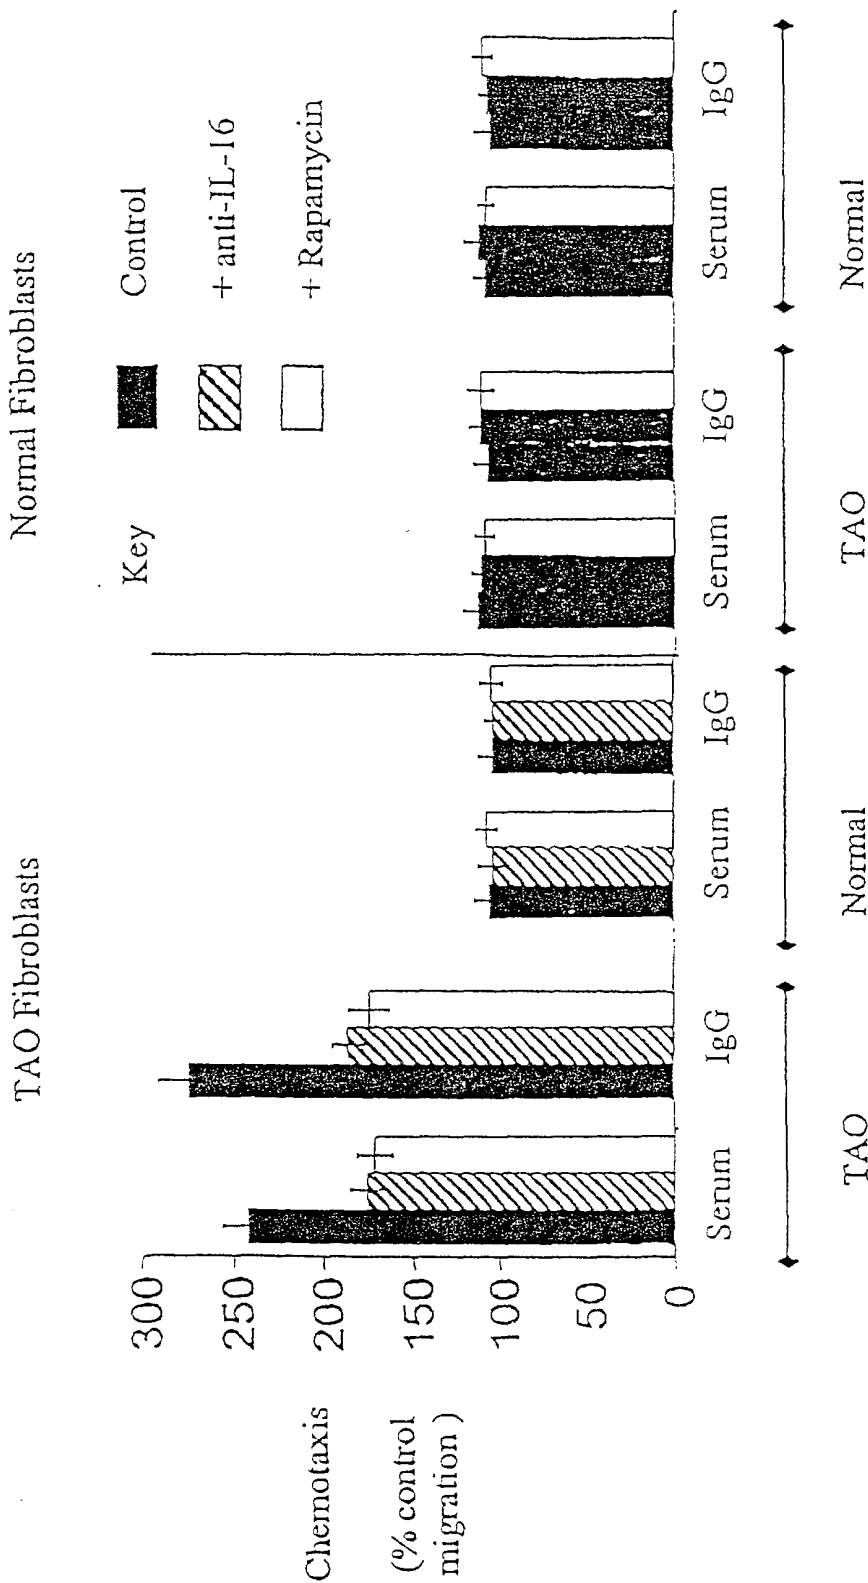 TAO Fibroblasts
Normal Fibroblasts
Key
Control
+ anti-IL-16
+ Rapamycin
Chemotaxis
(% control
migration )
300
250
200
150
100
50
0
Serum
IgG
Serum
IgG
Serum
IgG
Serum
IgG
TAO
Normal
TAO
Normal